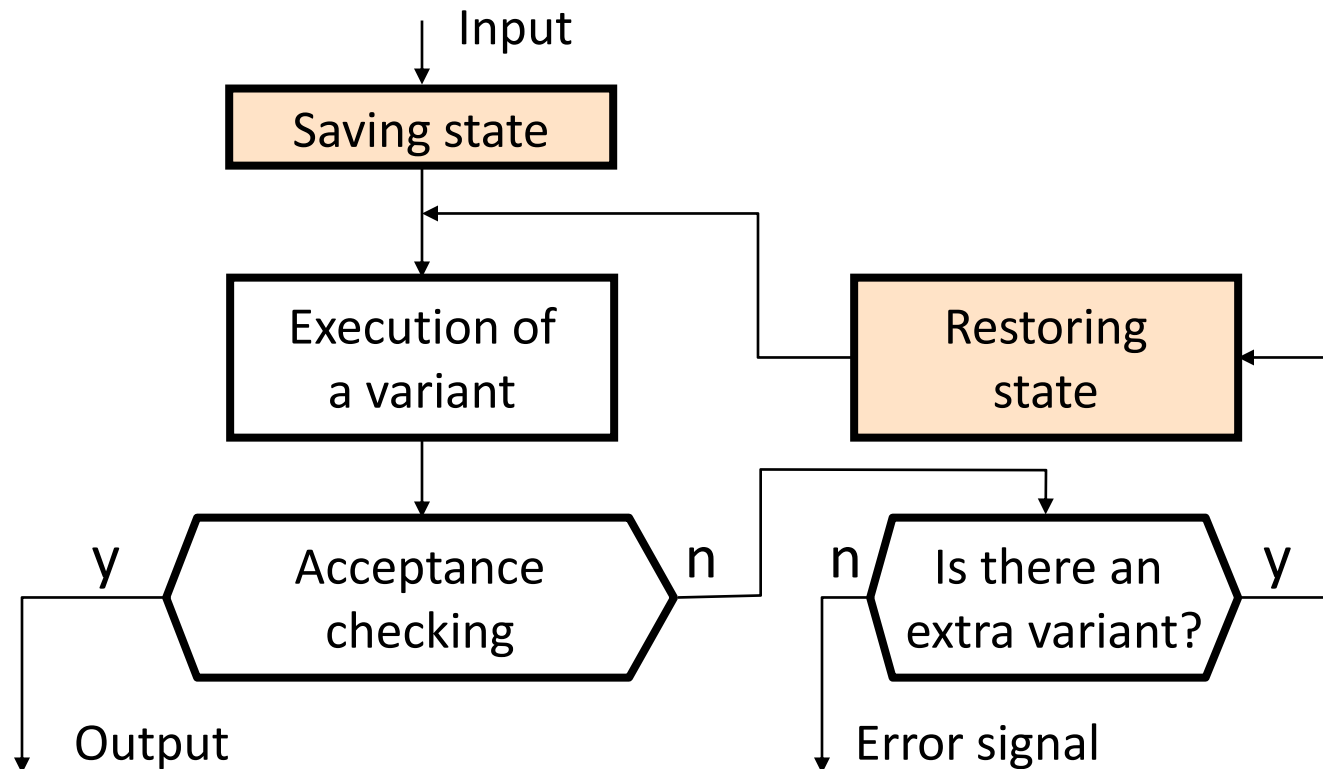 Input
Saving state
Execution of
a variant
Restoring
state
y
Acceptance
checking
n
n
Is there an
extra variant?
y
Output
Error signal